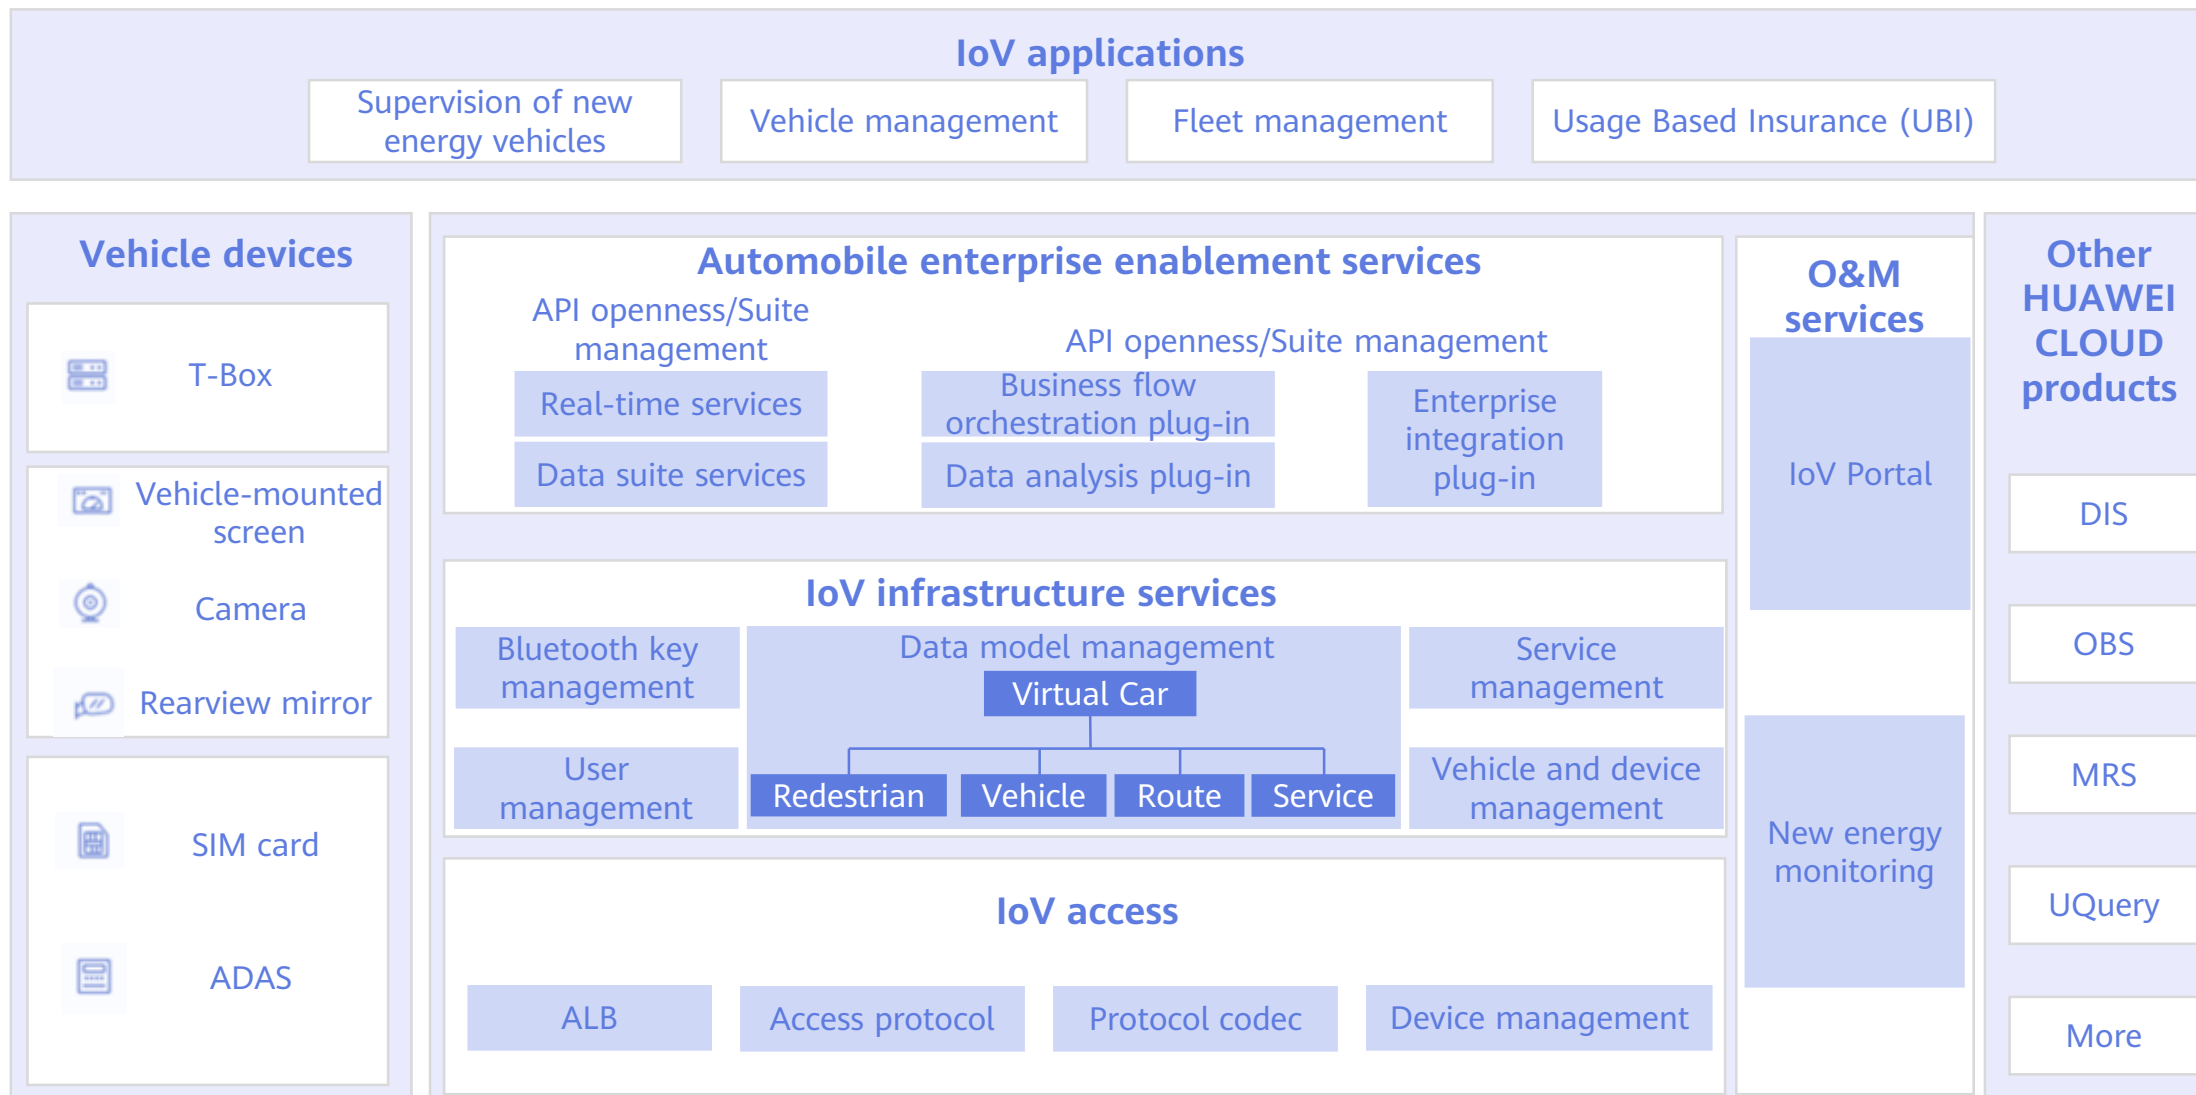 IoV applications
Supervision of new
energy vehicles
Vehicle management
Fleet management
Usage Based Insurance (UBI)
Vehicle devices
T-Box
Vehicle-mounted
screen
Camera
Rearview mirror
SIM card
ADAS
Automobile enterprise enablement services
API openness/Suite
management
Real-time services
Data suite services
API openness/Suite management
Business flow
orchestration plug-in
Data analysis plug-in
Enterprise
integration
plug-in
IoV infrastructure services
Bluetooth key
management
User
management
Data model management
Virtual Car
Redestrian
Vehicle
Route
Service
Service
management
Vehicle and device
management
IoV access
ALB
Access protocol
Protocol codec
Device management
O&M
services
IoV Portal
New energy
monitoring
Other
HUAWEI
CLOUD
products
DIS
OBS
MRS
UQuery
More